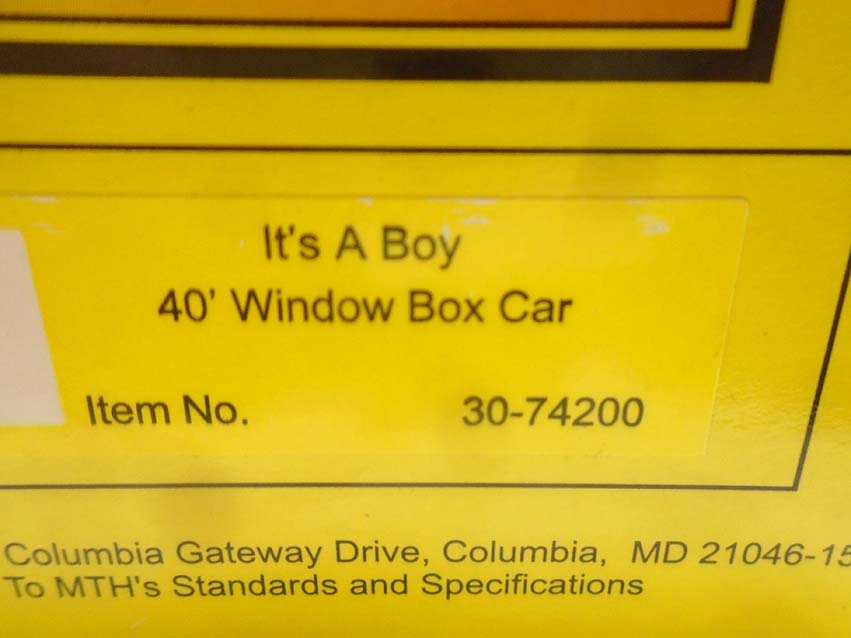 It's A Boy
40' Window Box Car
Item No. 30-74200
Columbia Gateway Drive, Columbia, MD 21046-15
To MTH's Standards and Specifications